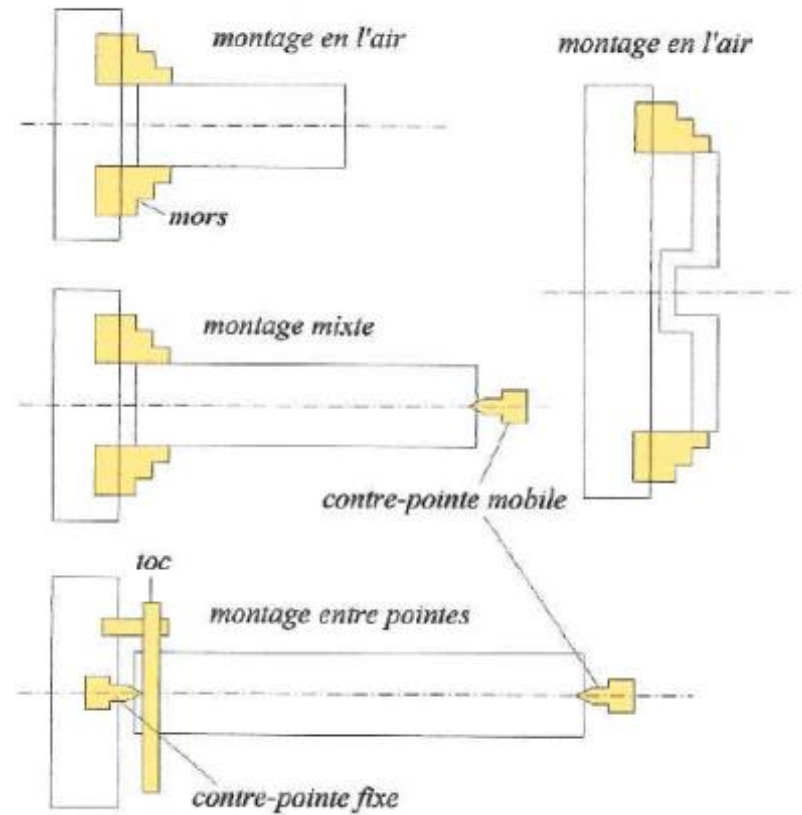 montage en l'air
montage en l'air
mors
montage mixte
contre-pointe mobile
toc
montage entre pointes
contre-pointe fixe